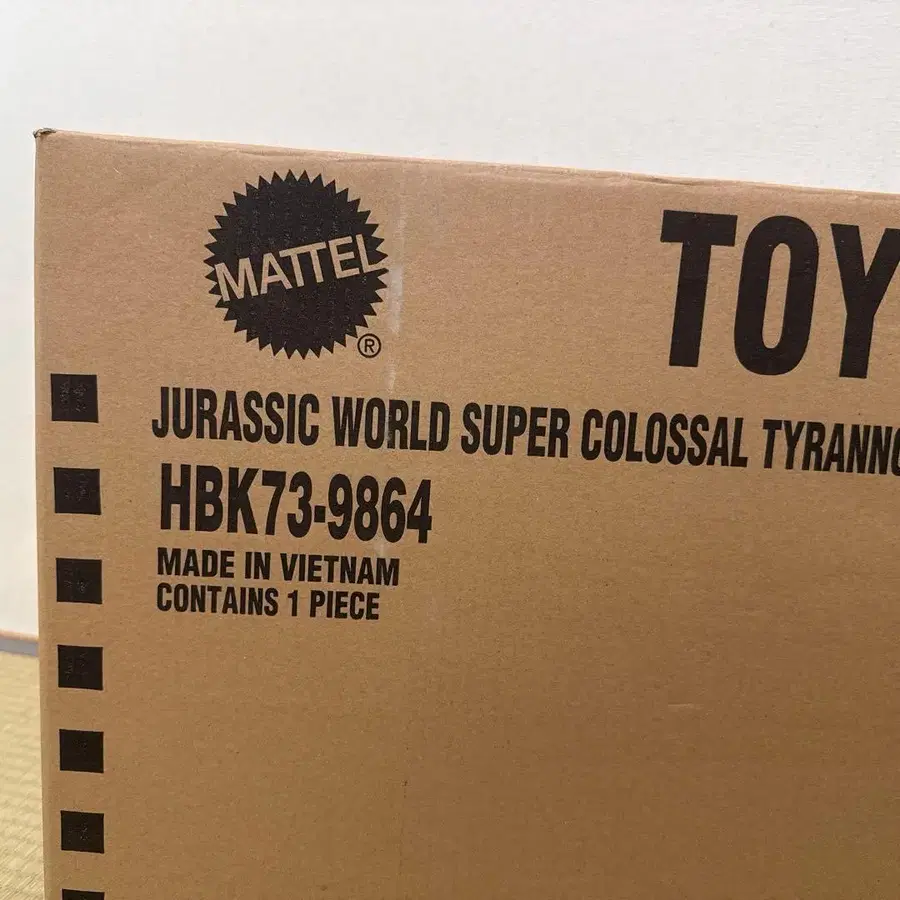 MATTEL
®
TOY
JURASSIC WORLD SUPER COLOSSAL TYRANNO
HBK73-9864
MADE IN VIETNAM
CONTAINS 1 PIECE